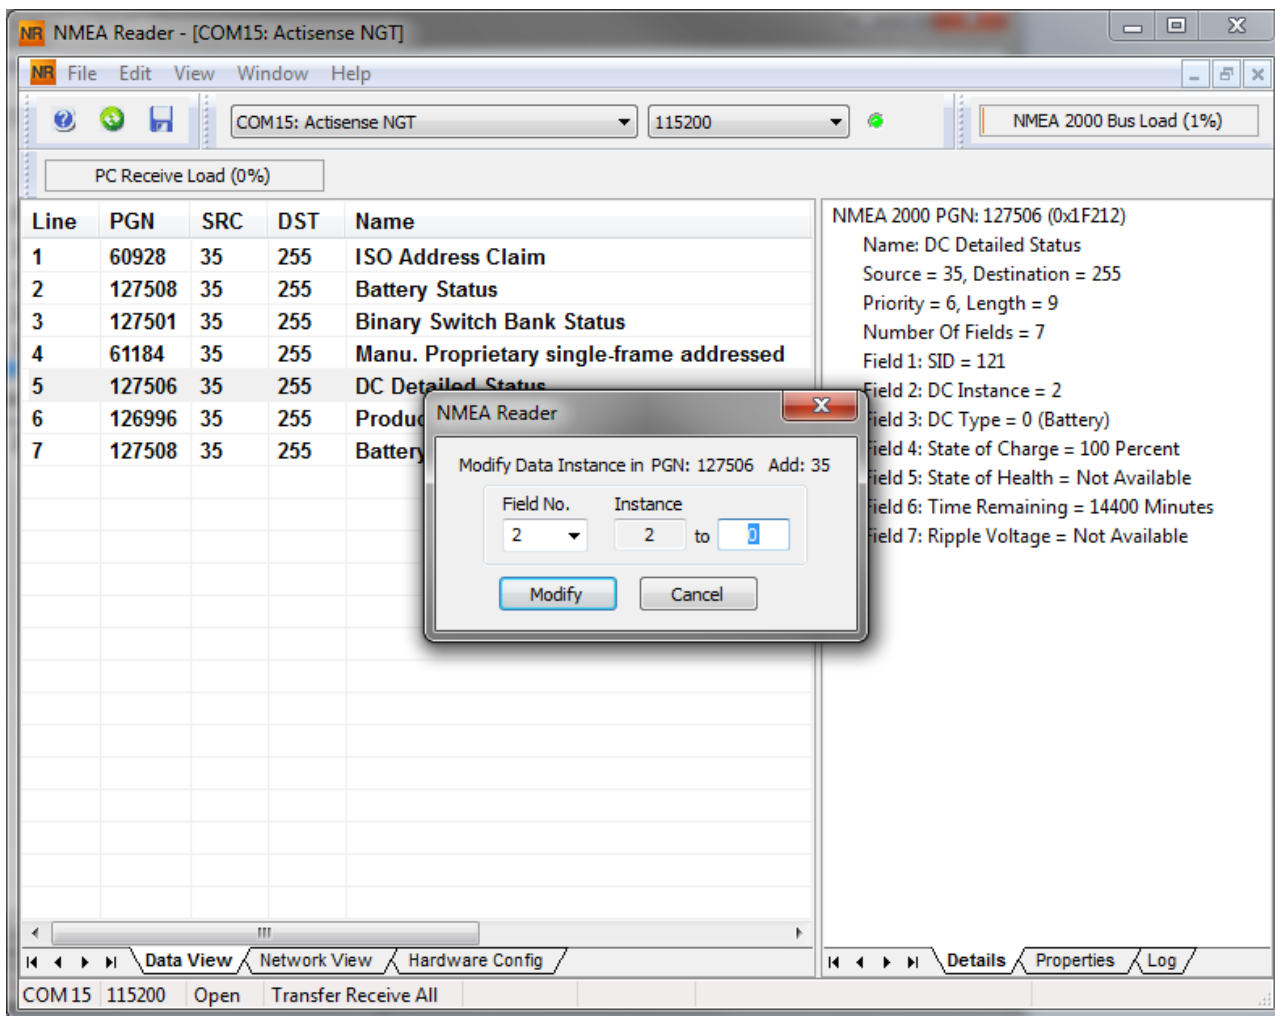 NR NMEA Reader - [COM15: Actisense NGT]
NR File Edit View Window Help
COM15: Actisense NGT 115200 NMEA 2000 Bus Load (1%)
PC Receive Load (0%)
Line PGN SRC DST Name
1 60928 35 255 ISO Address Claim
2 127508 35 255 Battery Status
3 127501 35 255 Binary Switch Bank Status
4 61184 35 255 Manu. Proprietary single-frame addressed
5 127506 35 255 DC Detailed Status
6 126996 35 255 Produc
7 127508 35 255 Battery
NMEA Reader
Modify Data Instance in PGN: 127506 Add: 35
Field No. Instance
2 2 to 0
Modify Cancel
NMEA 2000 PGN: 127506 (0x1F212)
Name: DC Detailed Status
Source = 35, Destination = 255
Priority = 6, Length = 9
Number Of Fields = 7
Field 1: SID = 121
Field 2: DC Instance = 2
Field 3: DC Type = 0 (Battery)
Field 4: State of Charge = 100 Percent
Field 5: State of Health = Not Available
Field 6: Time Remaining = 14400 Minutes
Field 7: Ripple Voltage = Not Available
Data View Network View Hardware Config
Details Properties Log
COM 15 115200 Open Transfer Receive All